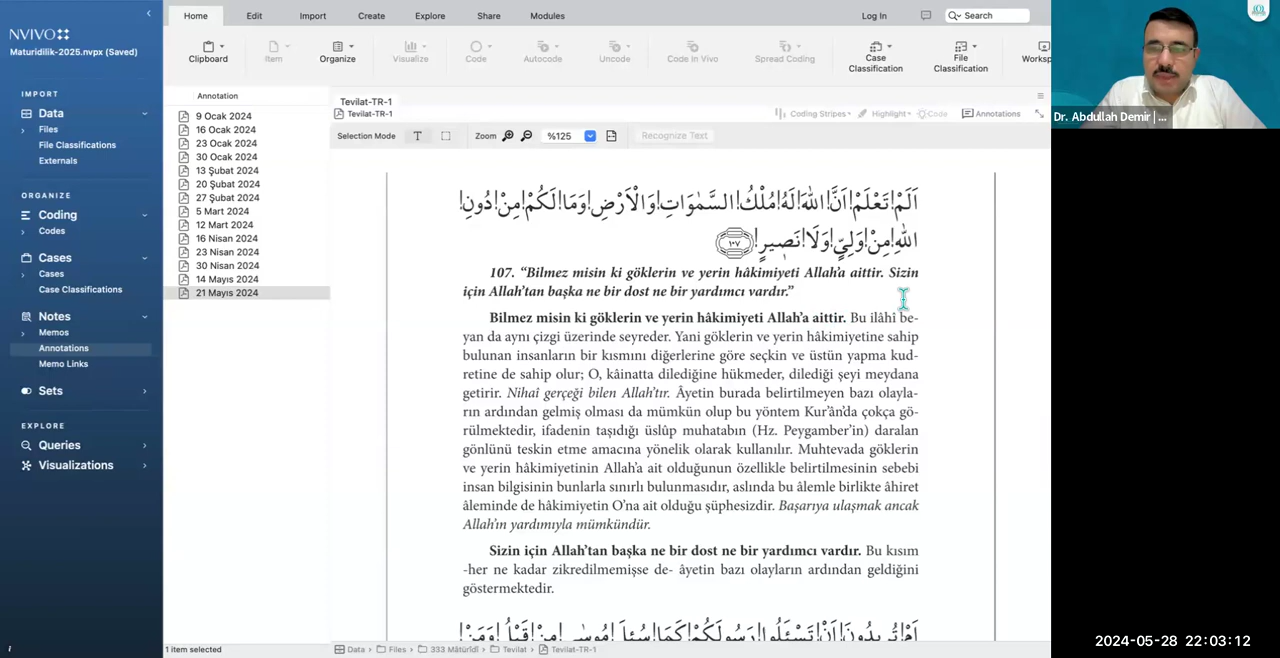 NVIVO
Maturidilik-2025.nvpx (Saved)
IMPORT
Data
Files
File Classifications
Externals
ORGANIZE
Coding
Codes
Cases
Cases
Case Classifications
Notes
Memos
Annotations
Memo Links
Sets
EXPLORE
Queries
Visualizations
Home Edit Import Create Explore Share Modules Log In Search
Clipboard Item Organize Visualize Code Autocode Uncode Code In Vivo Spread Coding Case Classification File Classification
Annotation
9 Ocak 2024
16 Ocak 2024
23 Ocak 2024
30 Ocak 2024
13 Şubat 2024
20 Şubat 2024
27 Şubat 2024
5 Mart 2024
12 Mart 2024
16 Nisan 2024
23 Nisan 2024
30 Nisan 2024
14 Mayıs 2024
21 Mayıs 2024
1 item selected
Tevilat-TR-1
Tevilat-TR-1 Coding Stripes Highlight Code Annotations
Selection Mode T Zoom %125 Recognize Text
اَلَمْ تَعْلَمْ اَنَّ اللّٰهَ لَهُ مُلْكُ السَّمٰوَاتِ وَالْاَرْضِ وَمَا لَكُمْ مِنْ دُونِ
اللّٰهِ مِنْ وَلِيٍّ وَلَا نَصِيرٍ ١٠٧
107. “Bilmez misin ki göklerin ve yerin hâkimiyeti Allah’a aittir. Sizin
için Allah’tan başka ne bir dost ne bir yardımcı vardır.”
Bilmez misin ki göklerin ve yerin hâkimiyeti Allah’a aittir. Bu ilâhî be-
yan da aynı çizgi üzerinde seyreder. Yani göklerin ve yerin hâkimiyetine sahip
bulunan insanların bir kısmını diğerlerine göre seçkin ve üstün yapma kud-
retine de sahip olur; O, kâinatta dilediğine hükmeder, dilediği şeyi meydana
getirir. Nihaî gerçeği bilen Allah’tır. Âyetin burada belirtilmeyen bazı olayla-
rın ardından gelmiş olması da mümkün olup bu yöntem Kur’ân’da çokça gö-
rülmektedir, ifadenin taşıdığı üslûp muhatabın (Hz. Peygamber’in) daralan
gönlünü teskin etme amacına yönelik olarak kullanılır. Muhtevada göklerin
ve yerin hâkimiyetinin Allah’a ait olduğunun özellikle belirtilmesinin sebebi
insan bilgisinin bunlarla sınırlı bulunmasıdır, aslında bu âlemle birlikte âhiret
âleminde de hâkimiyetin O’na ait olduğu şüphesizdir. Başarıya ulaşmak ancak
Allah’ın yardımıyla mümkündür.
Sizin için Allah’tan başka ne bir dost ne bir yardımcı vardır. Bu kısım
-her ne kadar zikredilmemişse de- âyetin bazı olayların ardından geldiğini
göstermektedir.
اَمْ تُرِيدُونَ اَنْ تَسْـَٔلُوا رَسُولَكُمْ كَمَا سُئِلَ مُوسٰى مِنْ قَبْلُ وَمَنْ
Data Files 333 Mâtürîdî Tevilat Tevilat-TR-1
Dr. Abdullah Demir | ...
2024-05-28 22:03:12